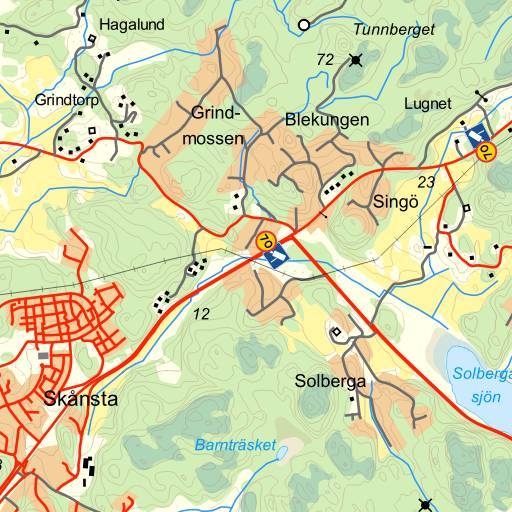 Hagalund
Tunnberget
72
Grindtorp
Grind-
mossen
Blekungen
Lugnet
70
23
Singö
70
12
Solberga
Solberga
sjön
Skånsta
Barnträsket